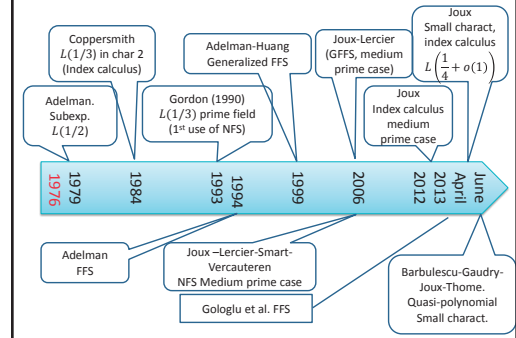 Coppersmith
L(1/3) in char 2
(Index calculus)
Adelman.
Subexp.
L(1/2)
Gordon (1990)
L(1/3) prime field
(1st use of NFS)
Adelman-Huang
Generalized FFS
Joux-Lercier
(GFFS, medium
prime case)
Joux
Index calculus
medium
prime case
Joux
Small charact,
index calculus
L(1/4 + o(1))
1976
1979
1984
1993
1994
1999
2006
2012
2013
April
June
Adelman
FFS
Joux –Lercier-Smart-
Vercauteren
NFS Medium prime case
Gologlu et al. FFS
Barbulescu-Gaudry-
Joux-Thome.
Quasi-polynomial
Small charact.